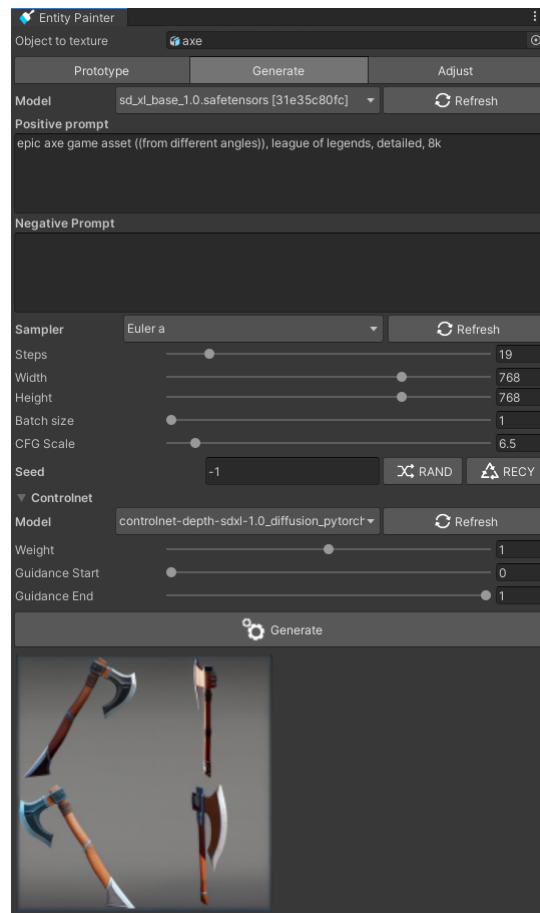 Entity Painter
Object to texture axe
Prototype Generate Adjust
Model sd_xl_base_1.0.safetensors [31e35c80fc] Refresh
Positive prompt
epic axe game asset ((from different angles)), league of legends, detailed, 8k
Negative Prompt
Sampler Euler a Refresh
Steps 19
Width 768
Height 768
Batch size 1
CFG Scale 6.5
Seed -1 RAND RECY
Controlnet
Model controlnet-depth-sdxl-1.0_diffusion_pytorch Refresh
Weight 1
Guidance Start 0
Guidance End 1
Generate